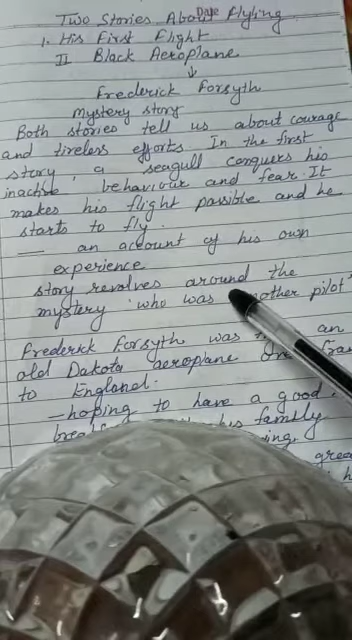 Date
Two Stories About Flying
1. His First Flight
II Black Aeroplane
Frederick Forsyth
Mystery story
Both stories tell us about courage
and tireless efforts In the first
story, a seagull conquers his
inactive behaviour and fear. It
makes his flight possible and he
starts to fly.
— an account of his own
experience
story revolves around the
mystery 'who was other pilot"
Frederick Forsyth was an
old Dakota aeroplane over
to England.
-hoping to have a good
his family